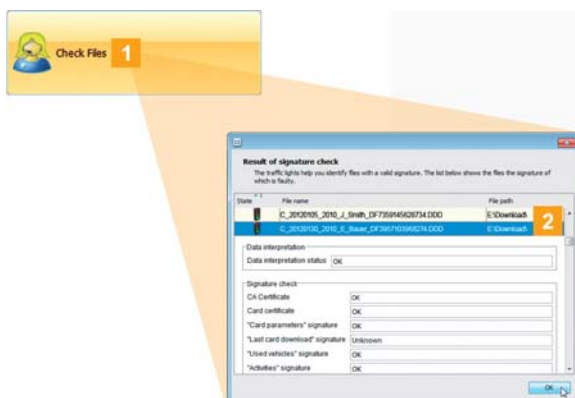 Check Files 1
Result of signature check
The traffic lights help you identify files with a valid signature. The list below shows the files the signature of
which is faulty.
State File name File path
C_20120105_2010_J_Smith_DF7359145628734.DDD E:\Download\
C_20120130_2010_E_Bauer_DF3957103968274.DDD E:\Download\
2
Data interpretation
Data interpretation status OK
Signature check
CA Certificate OK
Card certificate OK
"Card parameters" signature OK
"Last card download" signature Unknown
"Used vehicles" signature OK
"Activities" signature OK
OK